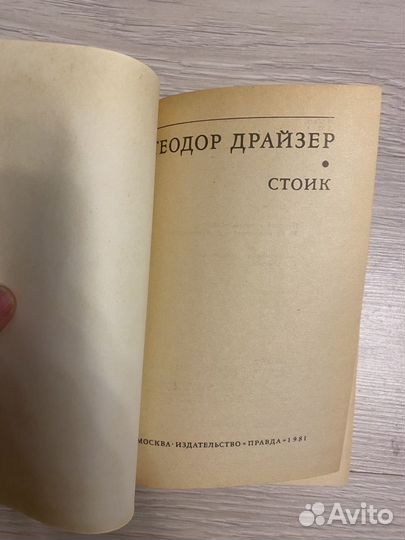 ТЕОДОР ДРАЙЗЕР
•
СТОИК
МОСКВА · ИЗДАТЕЛЬСТВО «ПРАВДА» 1981
Avito